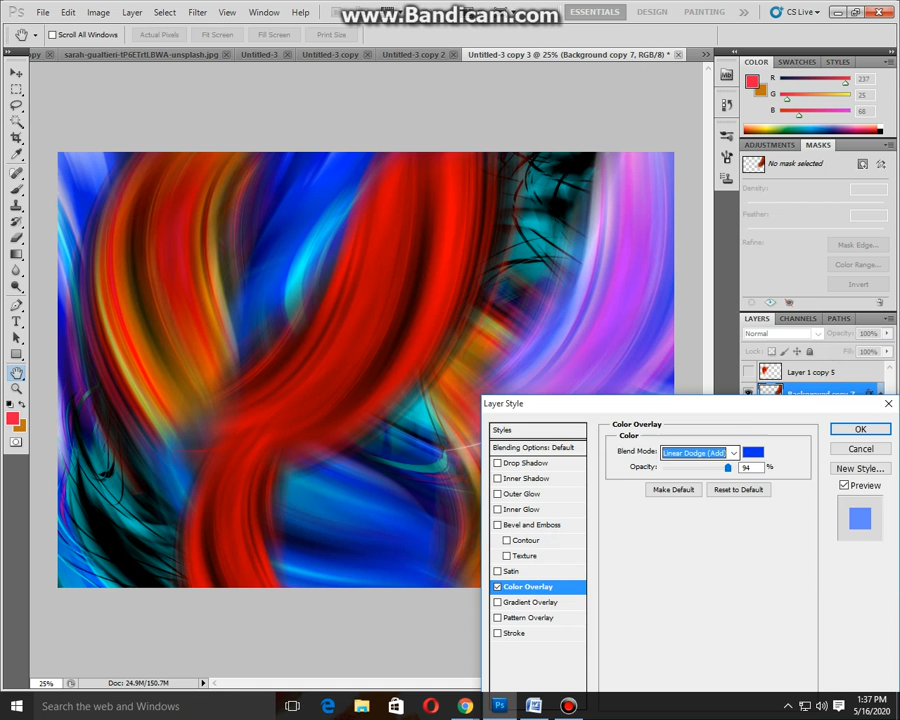 www.Bandicam.com
Ps File Edit Image Layer Select Filter View Window Help ESSENTIALS DESIGN PAINTING CS Live
Scroll All Windows Actual Pixels Fit Screen Fill Screen Print Size
sarah-gualtieri-tP6ETrtLBWA-unsplash.jpg Untitled-3 Untitled-3 copy Untitled-3 copy 2 Untitled-3 copy 3 @ 25% (Background copy 7, RGB/8) *
COLOR SWATCHES STYLES
R 237
G 25
B 68
ADJUSTMENTS MASKS
No mask selected
Density:
Feather:
Refine: Mask Edge...
Color Range...
Invert
LAYERS CHANNELS PATHS
Normal Opacity: 100%
Lock: Fill: 100%
Layer 1 copy 5
Background copy 7
Layer Style
Styles
Blending Options: Default
Drop Shadow
Inner Shadow
Outer Glow
Inner Glow
Bevel and Emboss
Contour
Texture
Satin
Color Overlay
Gradient Overlay
Pattern Overlay
Stroke
Color Overlay
Color
Blend Mode: Linear Dodge (Add)
Opacity: 94 %
Make Default Reset to Default
OK
Cancel
New Style...
Preview
25% Doc: 24.9M/150.7M
Search the web and Windows
1:37 PM
5/16/2020